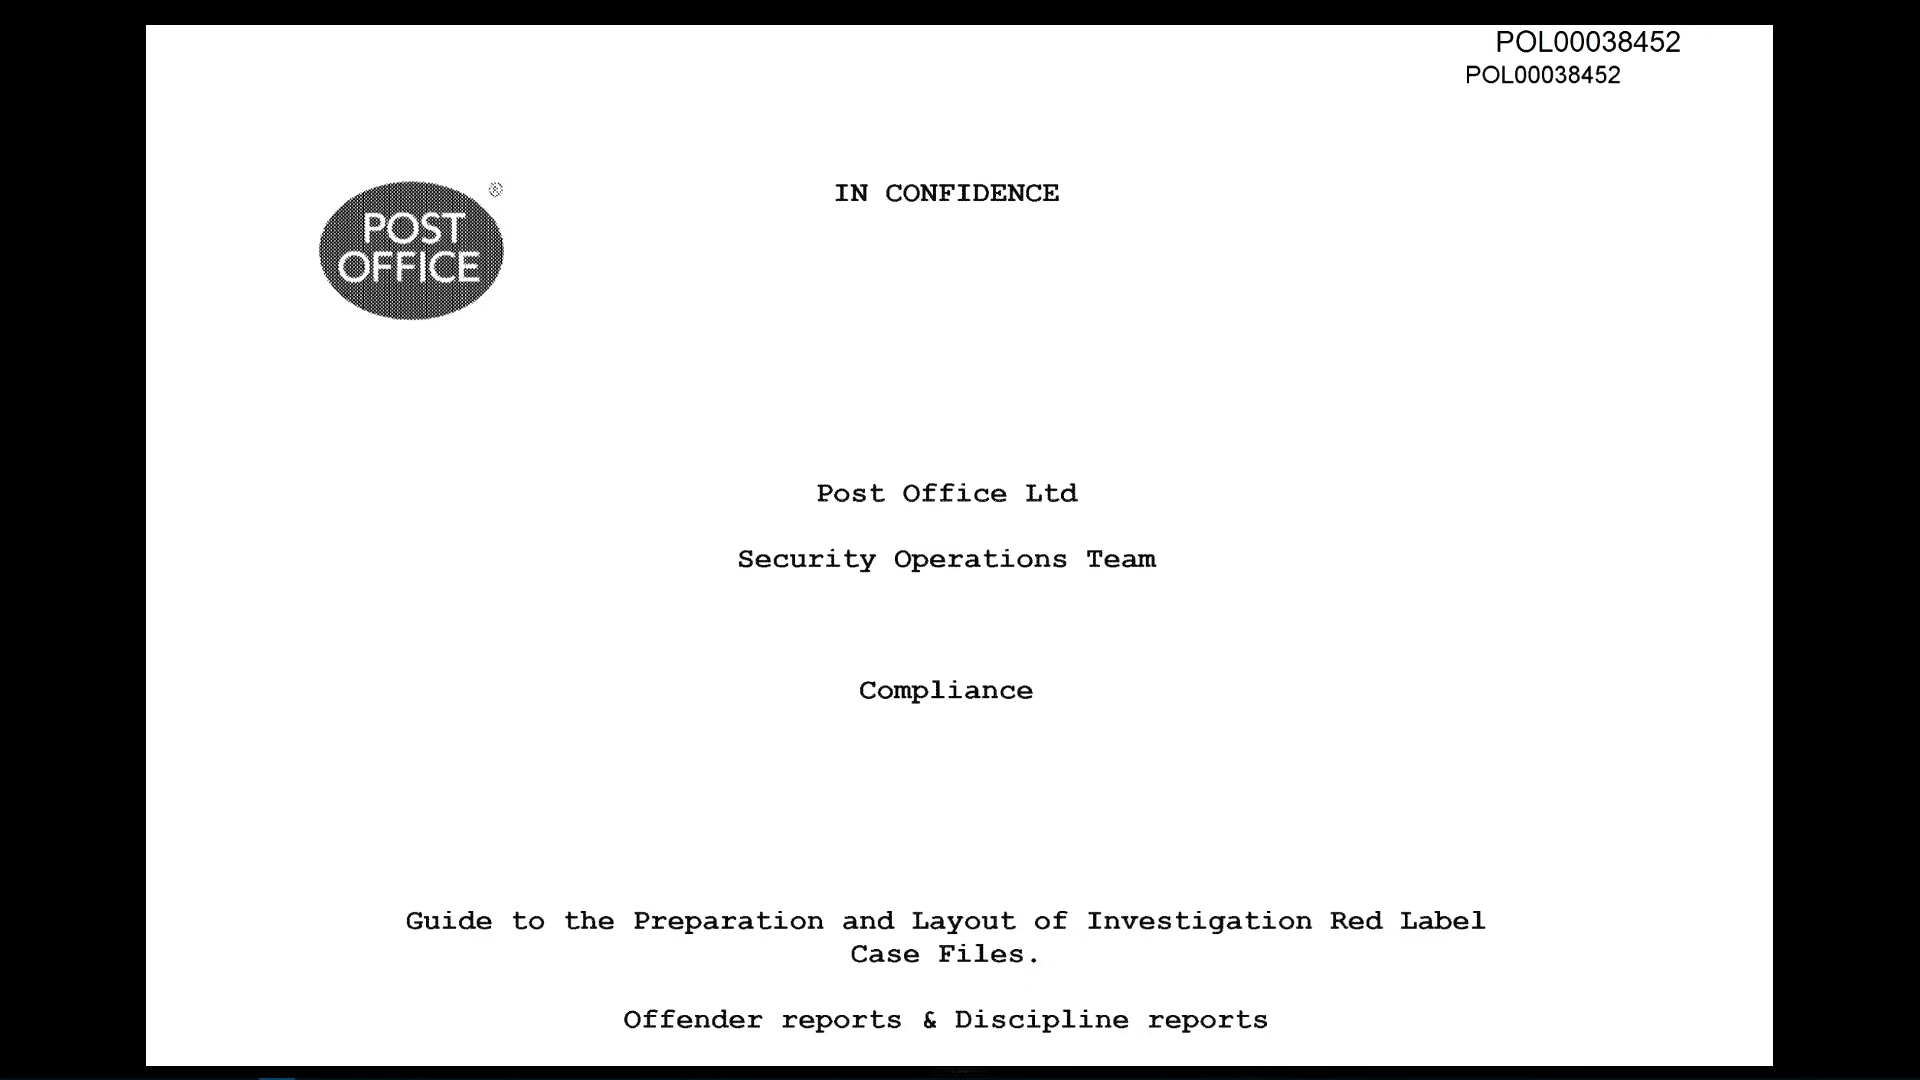 POL00038452
POL00038452
IN CONFIDENCE
POST
OFFICE
®
Post Office Ltd
Security Operations Team
Compliance
Guide to the Preparation and Layout of Investigation Red Label
Case Files.
Offender reports & Discipline reports